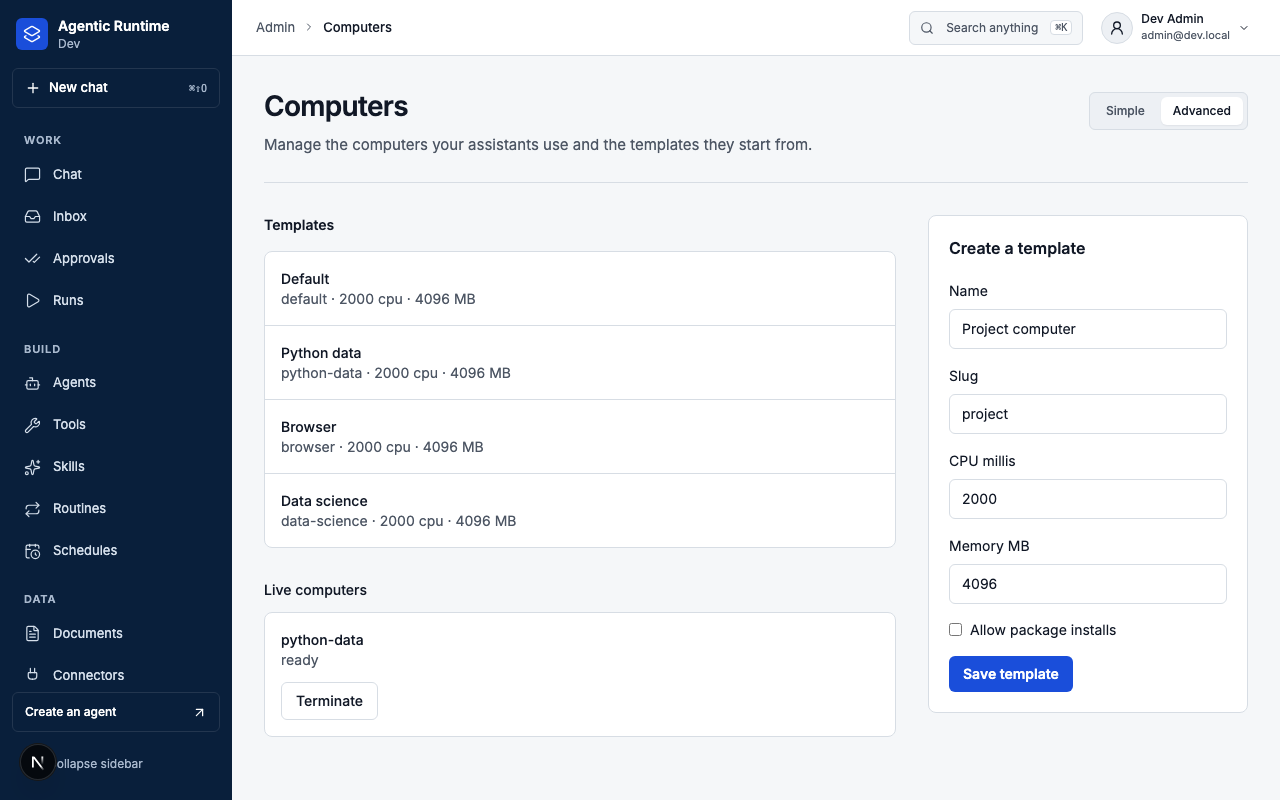 Agentic Runtime
Dev
New chat
⌘⇧O
WORK
Chat
Inbox
Approvals
Runs
BUILD
Agents
Tools
Skills
Routines
Schedules
DATA
Documents
Connectors
Create an agent
N
ollapse sidebar
Admin
Computers
Search anything
⌘K
Dev Admin
admin@dev.local
Computers
Manage the computers your assistants use and the templates they start from.
Simple
Advanced
Templates
Default
default · 2000 cpu · 4096 MB
Python data
python-data · 2000 cpu · 4096 MB
Browser
browser · 2000 cpu · 4096 MB
Data science
data-science · 2000 cpu · 4096 MB
Live computers
python-data
ready
Terminate
Create a template
Name
Project computer
Slug
project
CPU millis
2000
Memory MB
4096
Allow package installs
Save template